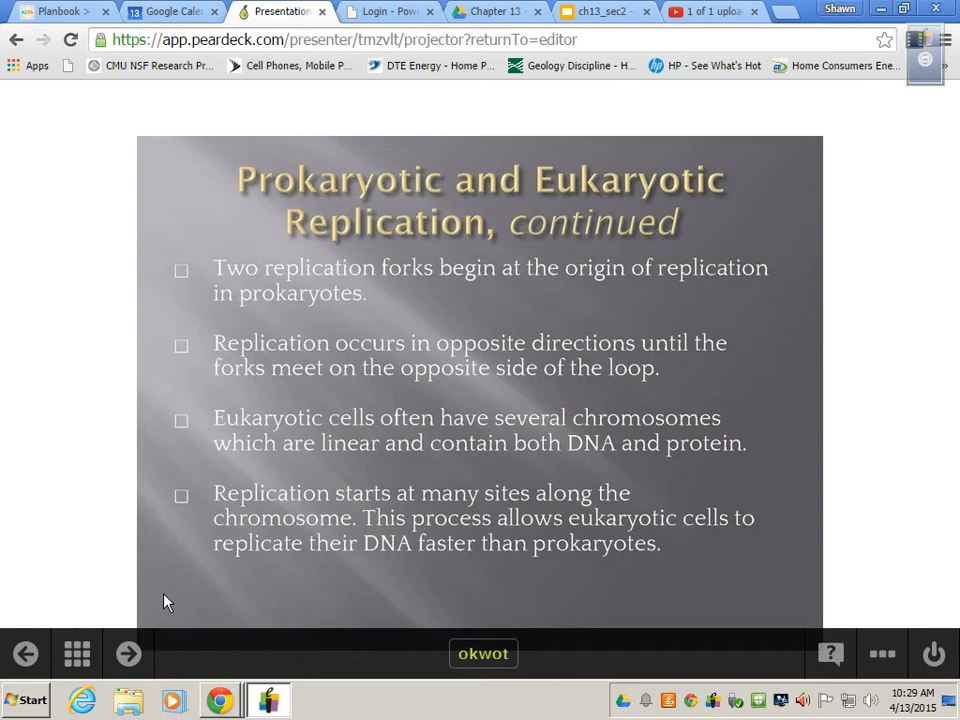 Planbook >
13
Google Caler
Presentation
Login - Pow
Chapter 13 -
ch13_sec2 -
1 of 1 uploa
Shawn
https://app.peardeck.com/presenter/tmzvlt/projector?returnTo=editor
Apps
CMU NSF Research Pr...
Cell Phones, Mobile P...
DTE Energy - Home P...
Geology Discipline - H...
HP - See What's Hot
Home Consumers Ene...
»
Prokaryotic and Eukaryotic
Replication, continued
Two replication forks begin at the origin of replication
in prokaryotes.
Replication occurs in opposite directions until the
forks meet on the opposite side of the loop.
Eukaryotic cells often have several chromosomes
which are linear and contain both DNA and protein.
Replication starts at many sites along the
chromosome. This process allows eukaryotic cells to
replicate their DNA faster than prokaryotes.
okwot
Start
10:29 AM
4/13/2015